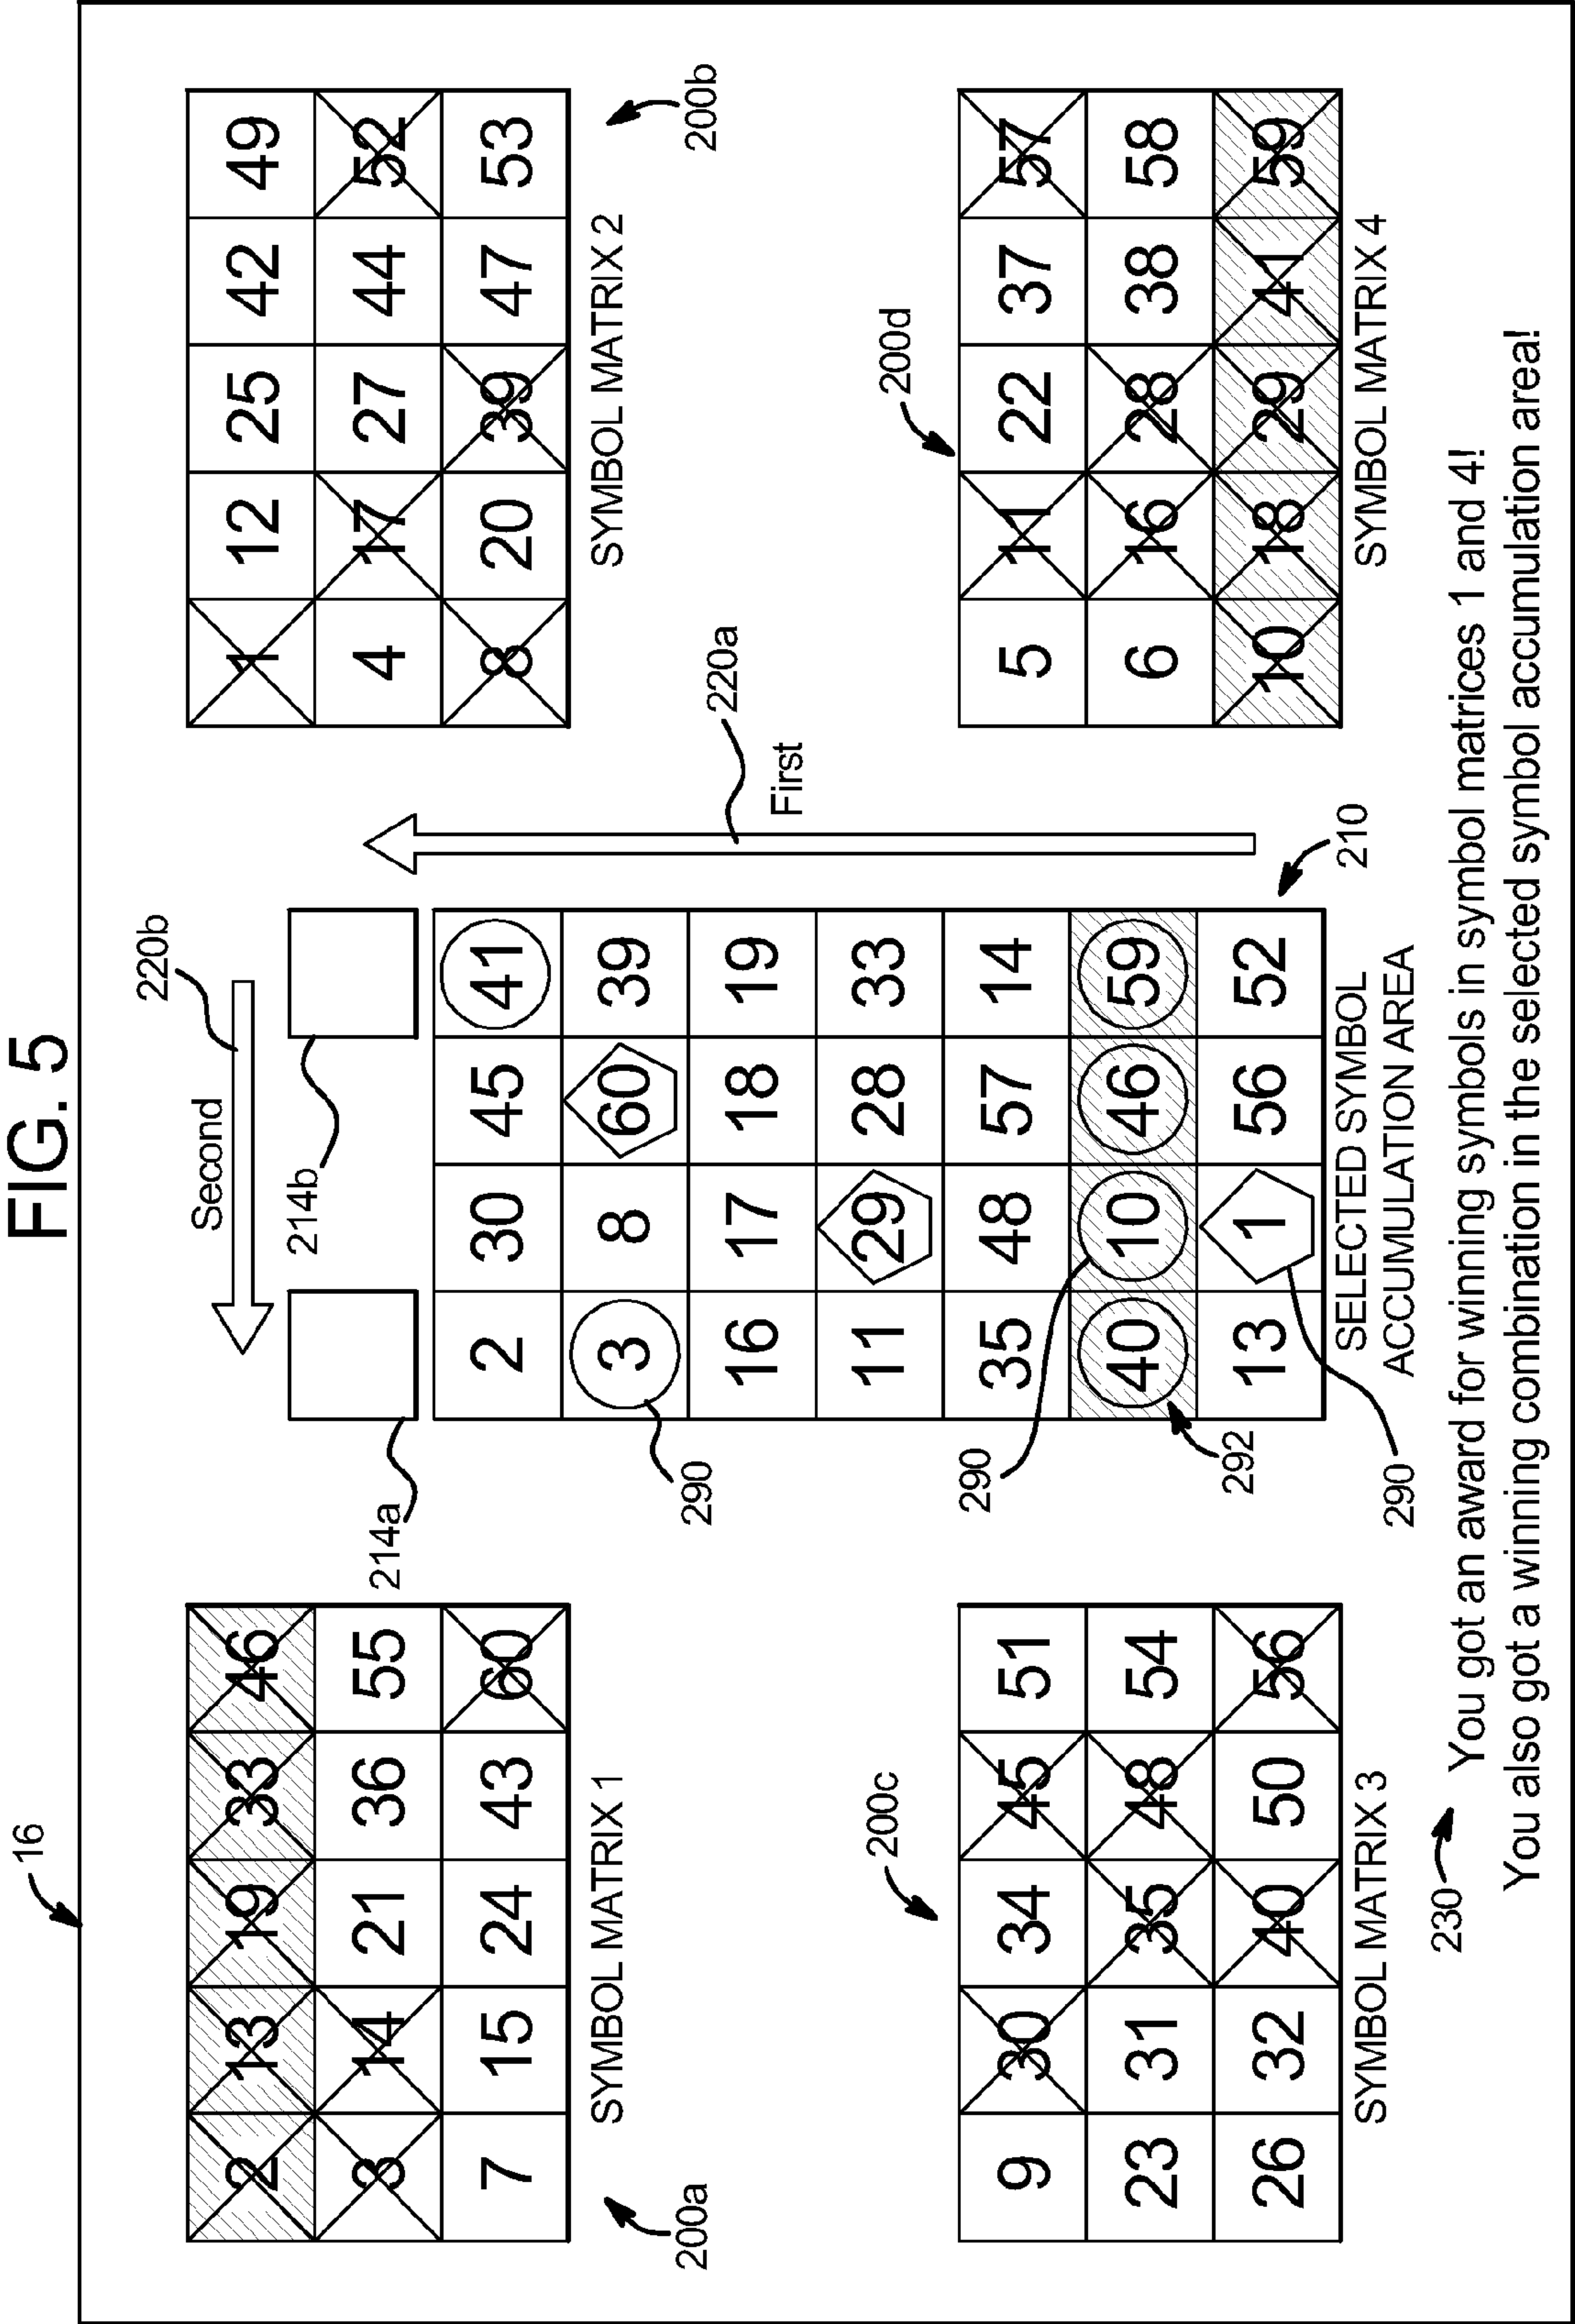 FIG. 5
16
220b
Second
214b
214a
2 13 19 33 46
3 14 21 36 55
7 15 24 43 60
SYMBOL MATRIX 1
200a
1 12 25 42 49
4 17 27 44 52
8 20 39 47 53
SYMBOL MATRIX 2
200b
220a
First
2 30 45 41
3 8 60 39
16 17 18 19
11 29 28 33
35 48 57 14
40 10 46 59
13 1 56 52
290
290
292
290
210
SELECTED SYMBOL
ACCUMULATION AREA
200c
9 30 34 45 51
23 31 35 48 54
26 32 40 50 56
SYMBOL MATRIX 3
200d
5 11 22 37 57
6 16 28 38 58
10 18 29 41 59
SYMBOL MATRIX 4
230
You got an award for winning symbols in symbol matrices 1 and 4!
You also got a winning combination in the selected symbol accumulation area!